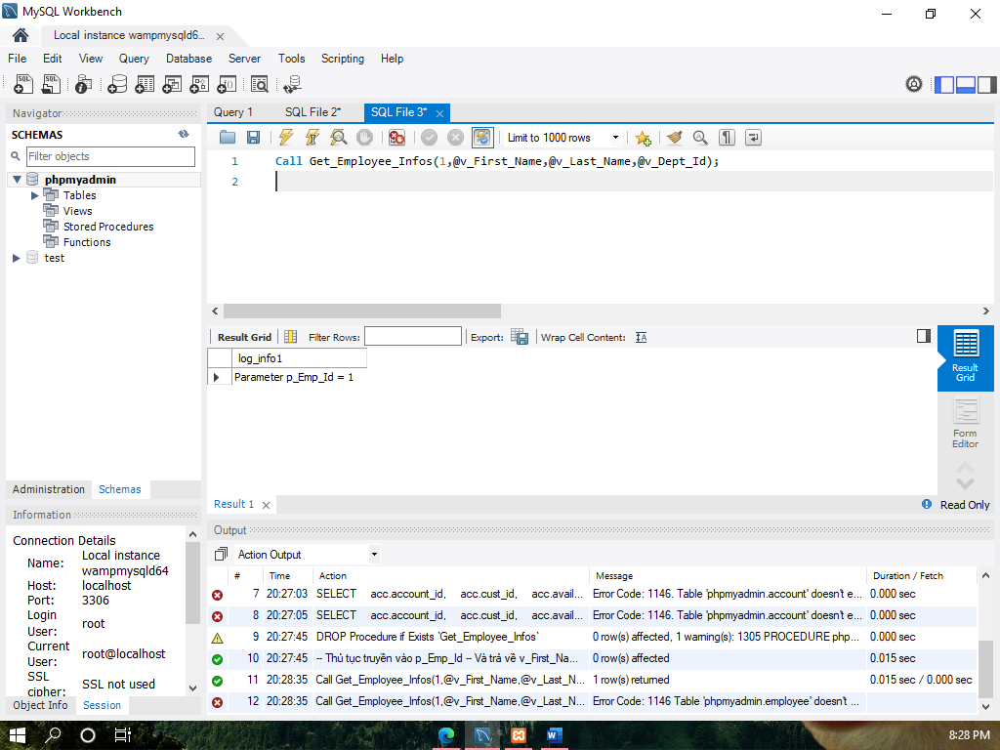 MySQL Workbench
Local instance wampmysqld6...
File Edit View Query Database Server Tools Scripting Help
Navigator
SCHEMAS
Filter objects
phpmyadmin
Tables
Views
Stored Procedures
Functions
test
Administration Schemas
Information
Connection Details
Name: Local instance wampmysqld64
Host: localhost
Port: 3306
Login User: root
Current User: root@localhost
SSL cipher: SSL not used
Object Info Session
Query 1 SQL File 2* SQL File 3*
Limit to 1000 rows
1 Call Get_Employee_Infos(1,@v_First_Name,@v_Last_Name,@v_Dept_Id);
2
Result Grid Filter Rows: Export: Wrap Cell Content:
log_info1
Parameter p_Emp_Id = 1
Result Grid
Form Editor
Result 1 Read Only
Output
Action Output
# Time Action Message Duration / Fetch
7 20:27:03 SELECT acc.account_id, acc.cust_id, acc.avail... Error Code: 1146. Table 'phpmyadmin.account' doesn't e... 0.000 sec
8 20:27:05 SELECT acc.account_id, acc.cust_id, acc.avail... Error Code: 1146. Table 'phpmyadmin.account' doesn't e... 0.000 sec
9 20:27:45 DROP Procedure if Exists `Get_Employee_Infos` 0 row(s) affected, 1 warning(s): 1305 PROCEDURE php... 0.000 sec
10 20:27:45 -- Thủ tục truyền vào p_Emp_Id -- Và trả về v_First_Na... 0 row(s) affected 0.015 sec
11 20:28:35 Call Get_Employee_Infos(1,@v_First_Name,@v_Last_N... 1 row(s) returned 0.015 sec / 0.000 sec
12 20:28:35 Call Get_Employee_Infos(1,@v_First_Name,@v_Last_N... Error Code: 1146 Table 'phpmyadmin.employee' doesn't ...
8:28 PM